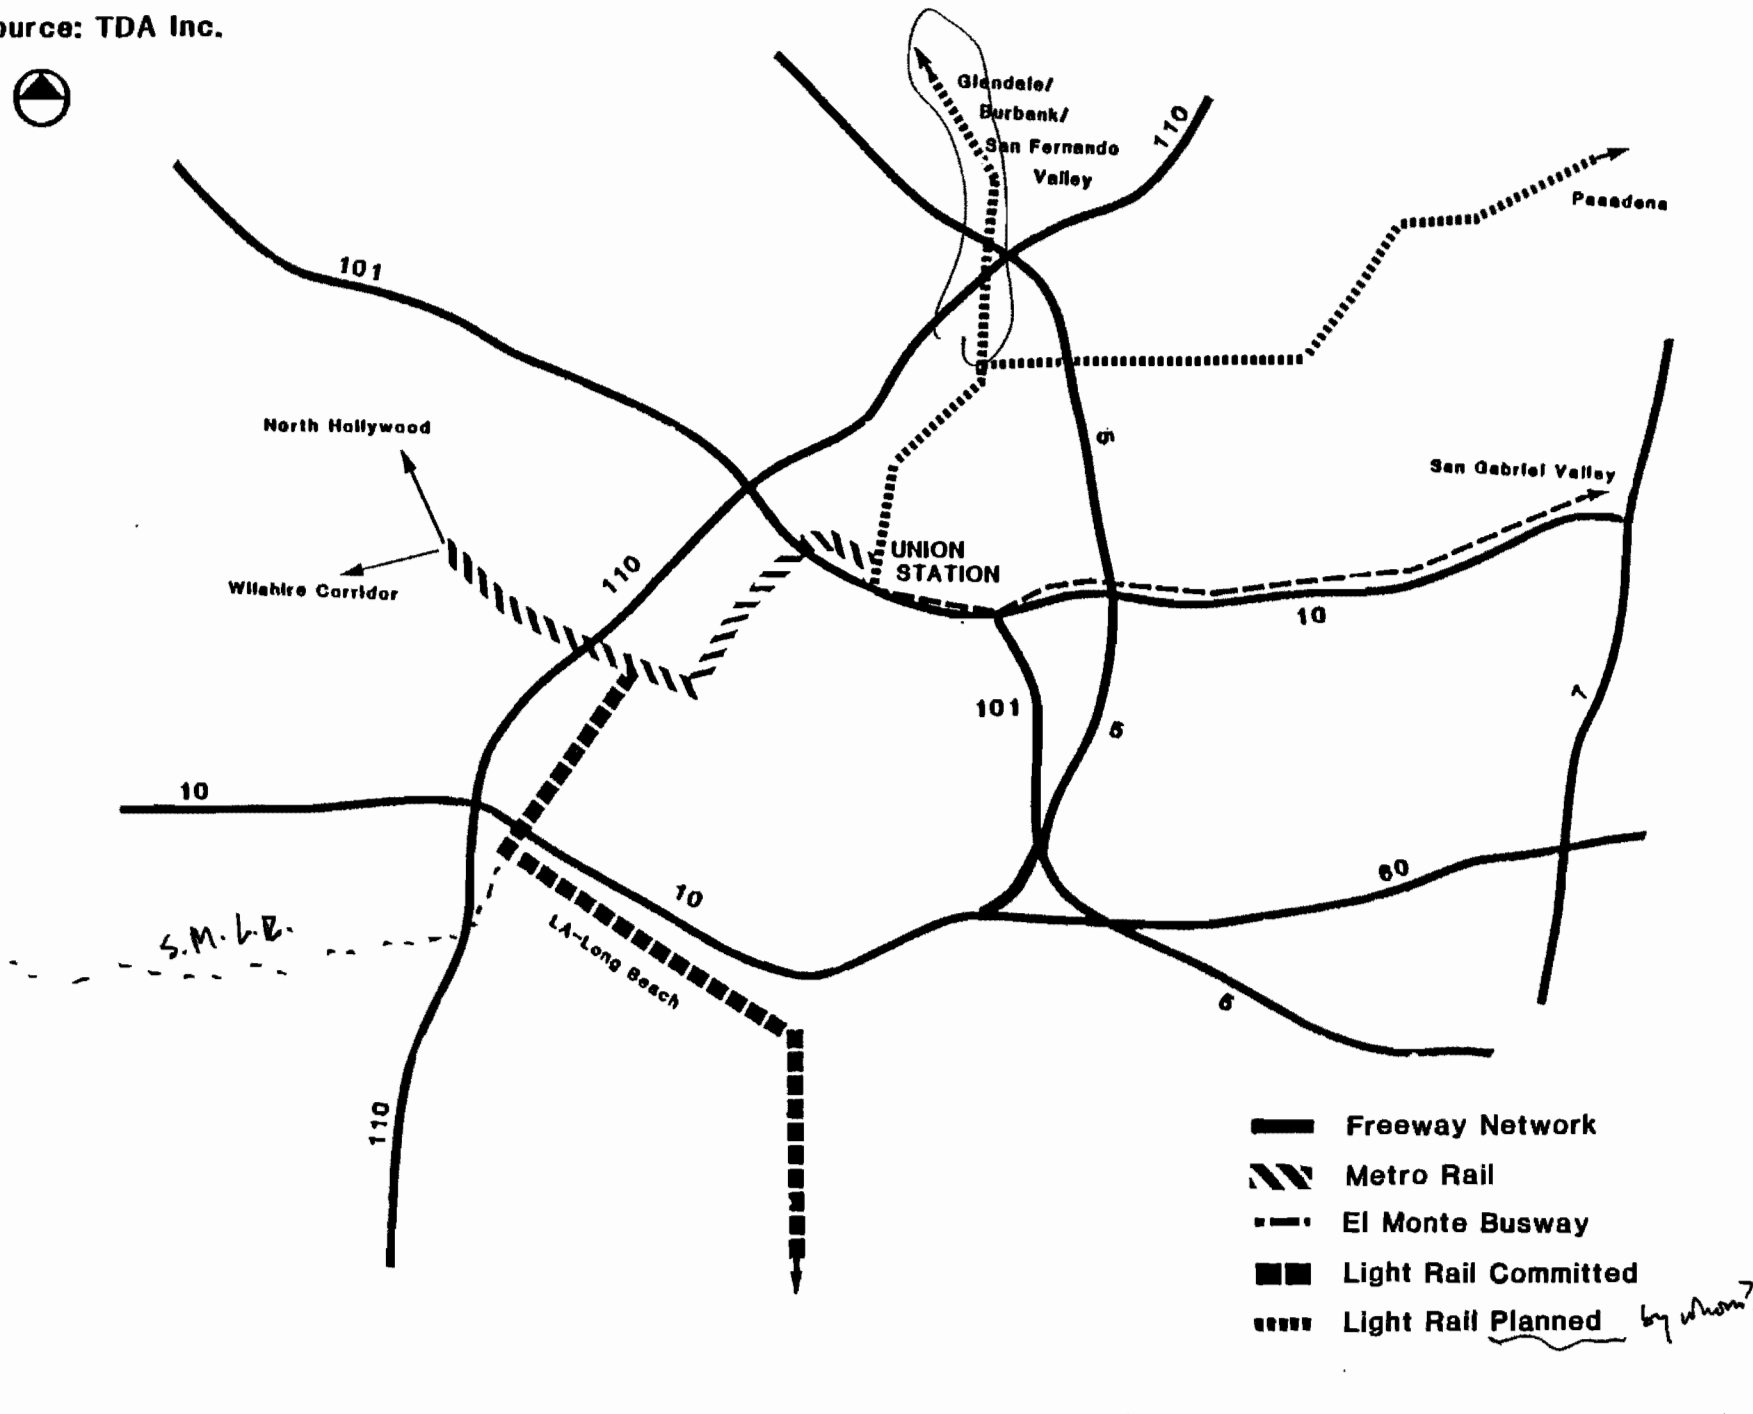 ource: TDA Inc.
Glendale/
Burbank/
San Fernando
Valley
110
Pasadena
101
North Hollywood
5
San Gabriel Valley
UNION
STATION
110
Wilshire Corridor
10
101
7
5
10
10
60
S.M. L.R.
LA-Long Beach
5
110
Freeway Network
Metro Rail
El Monte Busway
Light Rail Committed
Light Rail Planned by whom?